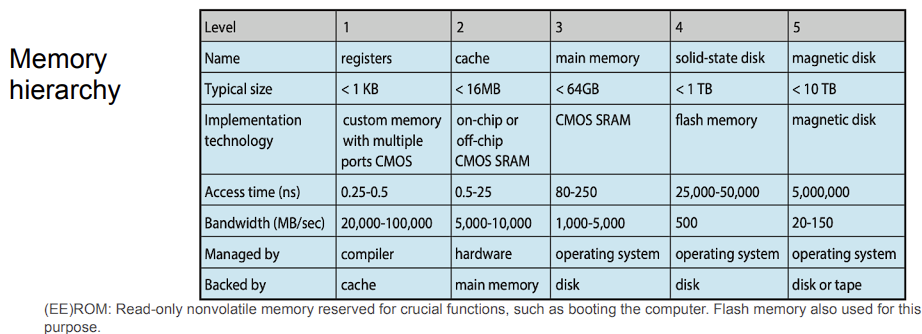 Memory
hierarchy
Level 1 2 3 4 5
Name registers cache main memory solid-state disk magnetic disk
Typical size < 1 KB < 16MB < 64GB < 1 TB < 10 TB
Implementation custom memory on-chip or CMOS SRAM flash memory magnetic disk
technology with multiple off-chip
ports CMOS CMOS SRAM
Access time (ns) 0.25-0.5 0.5-25 80-250 25,000-50,000 5,000,000
Bandwidth (MB/sec) 20,000-100,000 5,000-10,000 1,000-5,000 500 20-150
Managed by compiler hardware operating system operating system operating system
Backed by cache main memory disk disk disk or tape
(EE)ROM: Read-only nonvolatile memory reserved for crucial functions, such as booting the computer. Flash memory also used for this
purpose.